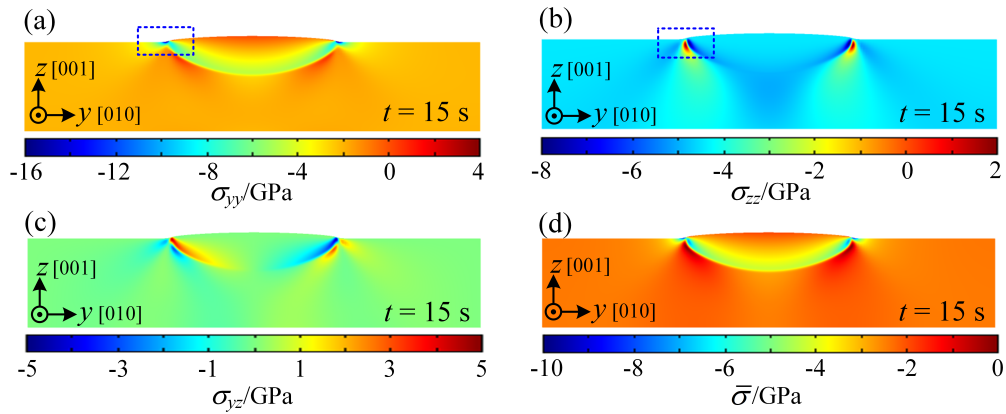 (a)
z [001]
y [010]
t = 15 s
-16 -12 -8 -4 0 4
σyy/GPa
(b)
z [001]
y [010]
t = 15 s
-8 -6 -4 -2 0 2
σzz/GPa
(c)
z [001]
y [010]
t = 15 s
-5 -3 -1 1 3 5
σyz/GPa
(d)
z [001]
y [010]
t = 15 s
-10 -8 -6 -4 -2 0
σ̄/GPa